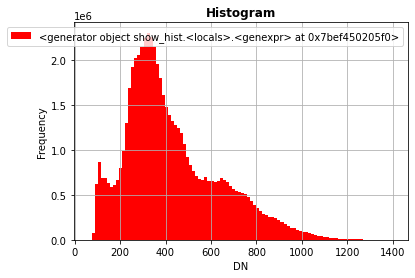 Histogram
1e6
<generator object show_hist.<locals>.<genexpr> at 0x7bef450205f0>
2.0
1.5
1.0
0.5
0.0
Frequency
0 200 400 600 800 1000 1200 1400
DN